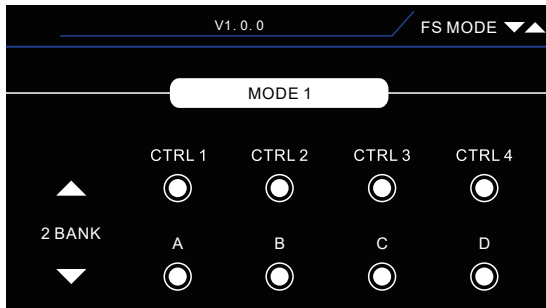 V1.0.0
FS MODE
MODE 1
CTRL 1 CTRL 2 CTRL 3 CTRL 4
2 BANK
A B C D